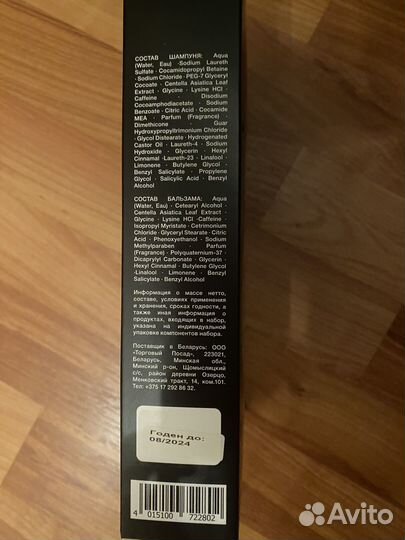 СОСТАВ ШАМПУНЯ: Aqua
(Water, Eau) · Sodium Laureth
Sulfate · Cocamidopropyl Betaine
· Sodium Chloride · PEG-7 Glyceryl
Cocoate · Centella Asiatica Leaf
Extract · Glycine · Lysine HCl ·
Caffeine · Disodium
Cocoamphodiacetate · Sodium
Benzoate · Citric Acid · Cocamide
MEA · Parfum (Fragrance) ·
Dimethicone · Guar
Hydroxypropyltrimonium Chloride
· Glycol Distearate · Hydrogenated
Castor Oil · Laureth-4 · Sodium
Hydroxide · Glycerin · Hexyl
Cinnamal · Laureth-23 · Linalool ·
Limonene · Butylene Glycol ·
Benzyl Salicylate · Propylene
Glycol · Salicylic Acid · Benzyl
Alcohol
СОСТАВ БАЛЬЗАМА: Aqua
(Water, Eau) · Cetearyl Alcohol ·
Centella Asiatica Leaf Extract ·
Glycine · Lysine HCl · Caffeine ·
Isopropyl Myristate · Cetrimonium
Chloride · Glyceryl Stearate · Citric
Acid · Phenoxyethanol · Sodium
Methylparaben · Parfum
(Fragrance) · Polyquaternium-37 ·
Dicaprylyl Carbonate · Glycerin ·
Hexyl Cinnamal · Butylene Glycol
· Linalool · Limonene · Benzyl
Salicylate · Benzyl Alcohol
Информация о массе нетто,
составе, условиях применения
и хранения, сроках годности, а
также иная информация о
продуктах, входящих в набор,
указана на индивидуальной
упаковке компонентов набора.
Поставщик в Беларусь: ООО
«Торговый Посад», 223021,
Беларусь, Минская обл.,
Минский р-он, Щомыслицкий
с/с, район деревни Озерцо,
Менковский тракт, 14, ком.101.
Тел: +375 17 292 86 32.
Годен до:
08/2024
4 015100 722802
Avito